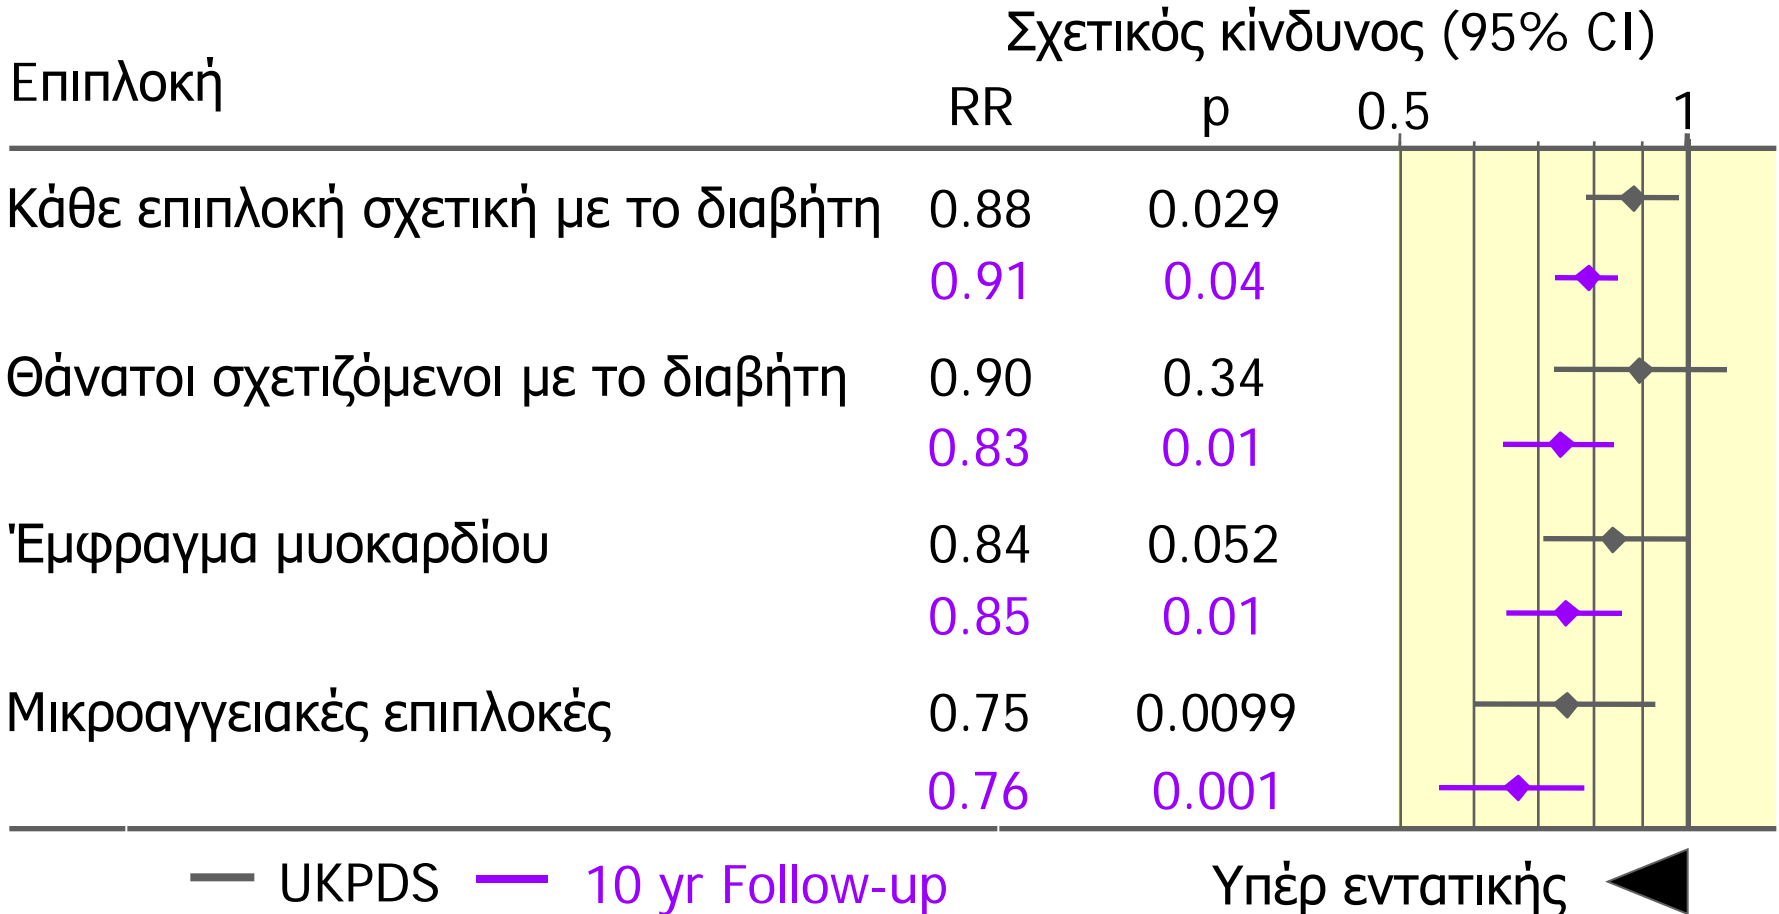 Σχετικός κίνδυνος (95% CI)
Επιπλοκή
RR p 0.5 1
Κάθε επιπλοκή σχετική με το διαβήτη 0.88 0.029
0.91 0.04
Θάνατοι σχετιζόμενοι με το διαβήτη 0.90 0.34
0.83 0.01
Έμφραγμα μυοκαρδίου 0.84 0.052
0.85 0.01
Μικροαγγειακές επιπλοκές 0.75 0.0099
0.76 0.001
UKPDS 10 yr Follow-up Υπέρ εντατικής